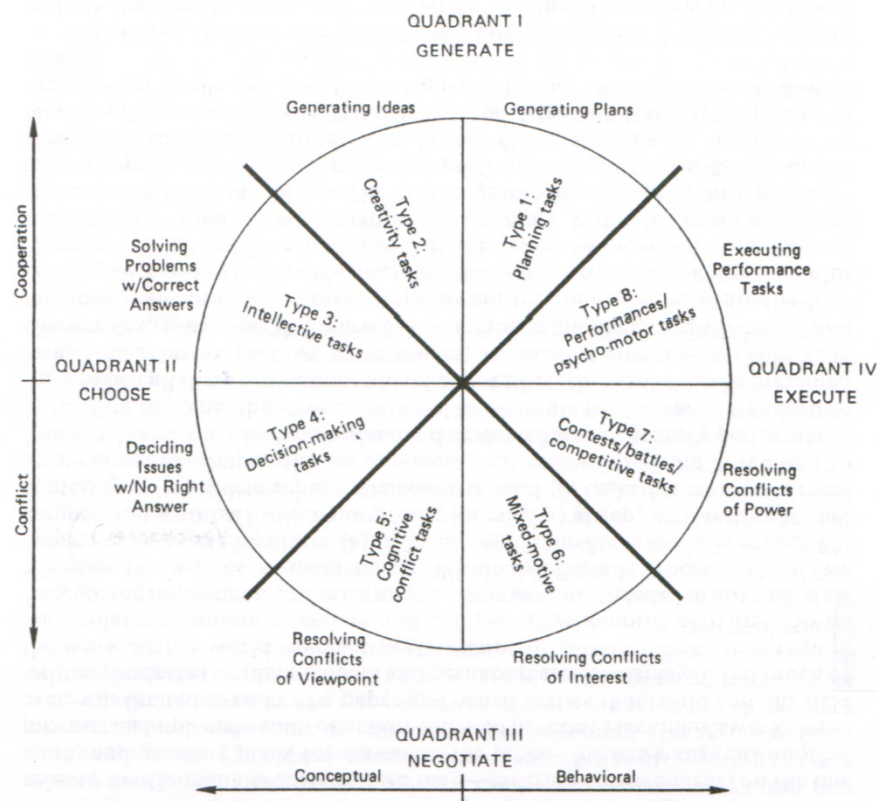 QUADRANT I
GENERATE
Generating Ideas
Generating Plans
Type 2:
Creativity tasks
Type 1:
Planning tasks
Cooperation
Solving
Problems
w/Correct
Answers
Executing
Performance
Tasks
Type 3:
Intellective tasks
Type 8:
Performances/
psycho-motor tasks
QUADRANT II
CHOOSE
QUADRANT IV
EXECUTE
Type 4:
Decision-making
tasks
Type 7:
Contests/battles/
competitive tasks
Deciding
Issues
w/No Right
Answer
Resolving
Conflicts
of Power
Conflict
Type 5:
Cognitive
conflict tasks
Type 6:
Mixed-motive
tasks
Resolving
Conflicts
of Viewpoint
Resolving Conflicts
of Interest
QUADRANT III
NEGOTIATE
Conceptual
Behavioral